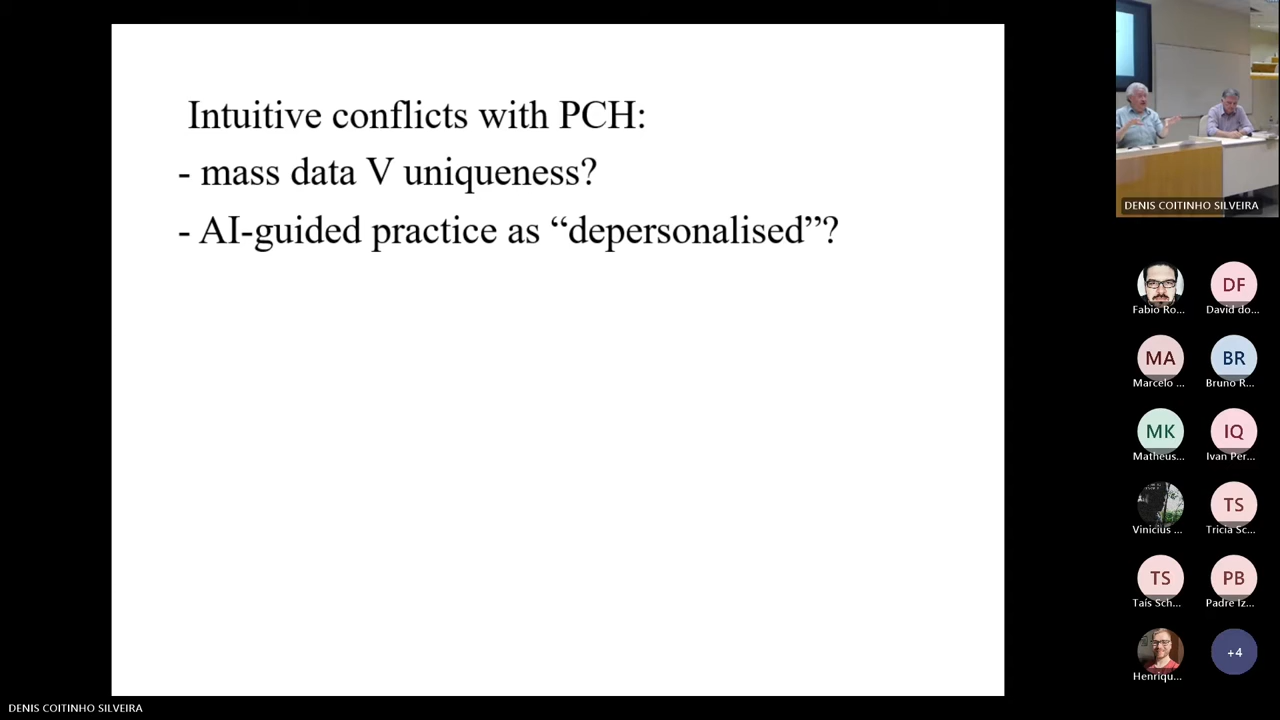 Intuitive conflicts with PCH:
- mass data V uniqueness?
- AI-guided practice as “depersonalised”?
DENIS COITINHO SILVEIRA
Fabio Ro...
DF
David do...
MA
Marcelo ...
BR
Bruno R...
MK
Matheus...
IQ
Ivan Per...
Vinicius ...
TS
Tricia Sc...
TS
Taís Sch...
PB
Padre Iz...
Henriqu...
+4
DENIS COITINHO SILVEIRA